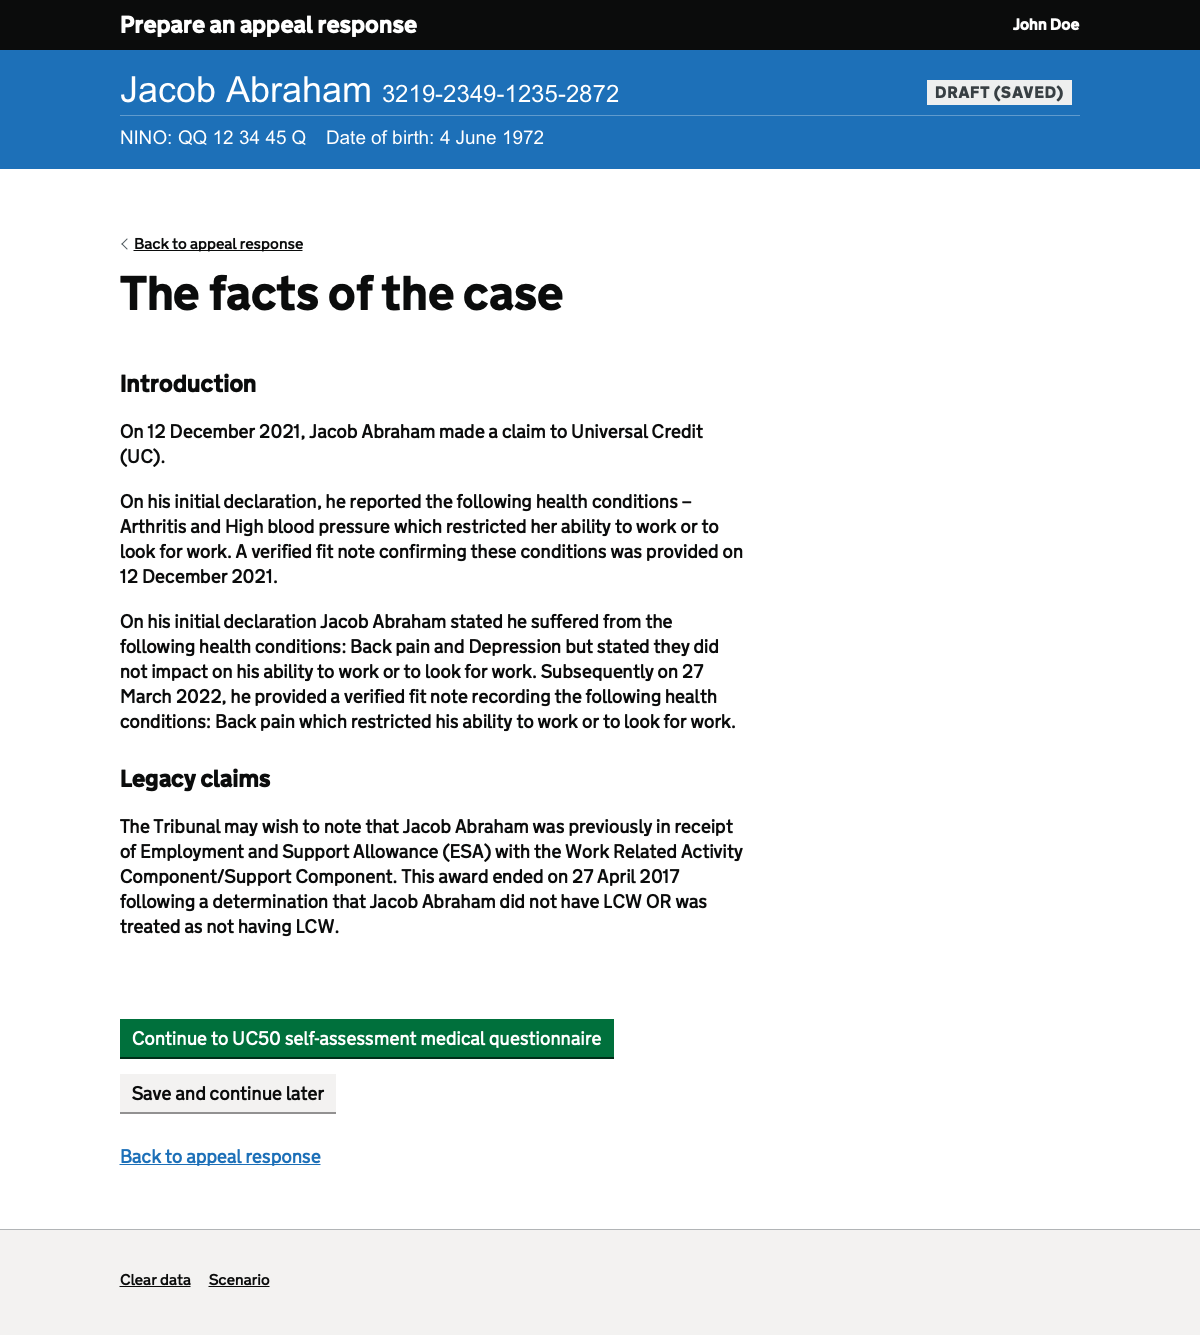 Prepare an appeal response
John Doe
Jacob Abraham 3219-2349-1235-2872
DRAFT (SAVED)
NINO: QQ 12 34 45 Q Date of birth: 4 June 1972
Back to appeal response
The facts of the case
Introduction
On 12 December 2021, Jacob Abraham made a claim to Universal Credit
(UC).
On his initial declaration, he reported the following health conditions –
Arthritis and High blood pressure which restricted her ability to work or to
look for work. A verified fit note confirming these conditions was provided on
12 December 2021.
On his initial declaration Jacob Abraham stated he suffered from the
following health conditions: Back pain and Depression but stated they did
not impact on his ability to work or to look for work. Subsequently on 27
March 2022, he provided a verified fit note recording the following health
conditions: Back pain which restricted his ability to work or to look for work.
Legacy claims
The Tribunal may wish to note that Jacob Abraham was previously in receipt
of Employment and Support Allowance (ESA) with the Work Related Activity
Component/Support Component. This award ended on 27 April 2017
following a determination that Jacob Abraham did not have LCW OR was
treated as not having LCW.
Continue to UC50 self-assessment medical questionnaire
Save and continue later
Back to appeal response
Clear data Scenario